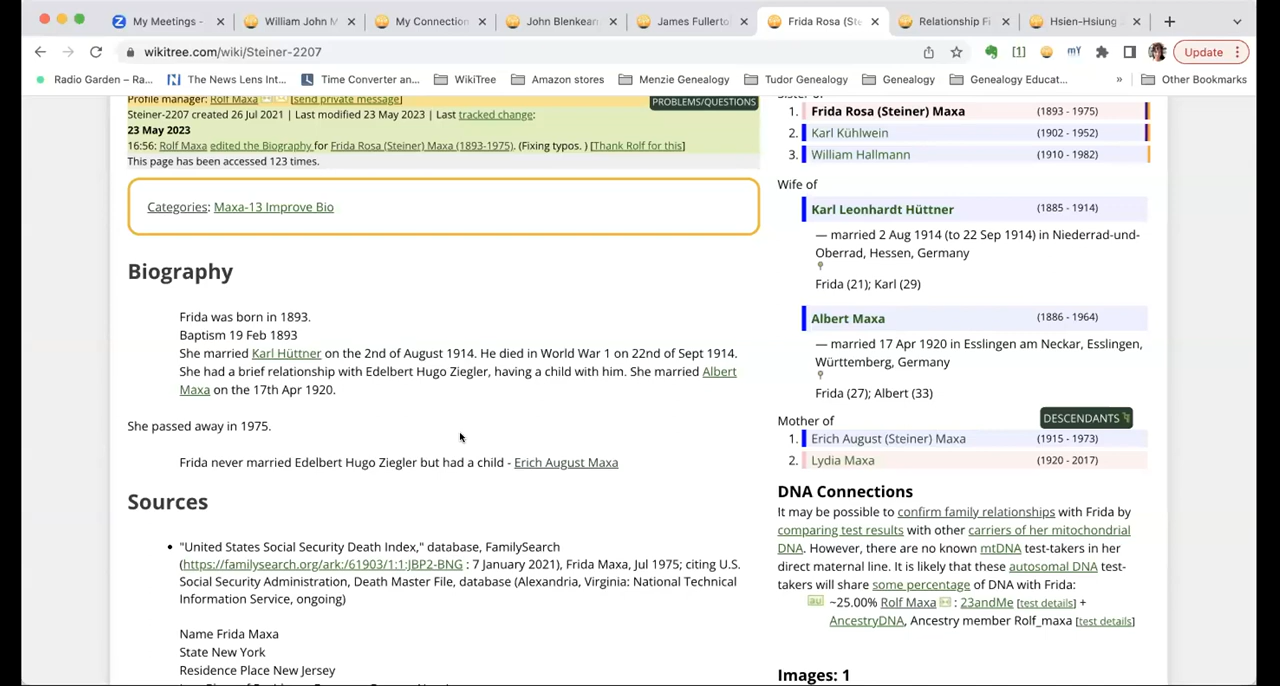 My Meetings -
William John M
My Connection
John Blenkear
James Fullerto
Frida Rosa (Ste
Relationship Fi
Hsien-Hsiung
wikitree.com/wiki/Steiner-2207
Update
Radio Garden – Ra...
The News Lens Int...
Time Converter an...
WikiTree
Amazon stores
Menzie Genealogy
Tudor Genealogy
Genealogy
Genealogy Educat...
»
Other Bookmarks
Profile manager: Rolf Maxa [send private message]
PROBLEMS/QUESTIONS
Steiner-2207 created 26 Jul 2021 | Last modified 23 May 2023 | Last tracked change:
23 May 2023
16:56: Rolf Maxa edited the Biography for Frida Rosa (Steiner) Maxa (1893-1975). (Fixing typos. ) [Thank Rolf for this]
This page has been accessed 123 times.
Categories: Maxa-13 Improve Bio
Biography
Frida was born in 1893.
Baptism 19 Feb 1893
She married Karl Hüttner on the 2nd of August 1914. He died in World War 1 on 22nd of Sept 1914.
She had a brief relationship with Edelbert Hugo Ziegler, having a child with him. She married Albert
Maxa on the 17th Apr 1920.
She passed away in 1975.
Frida never married Edelbert Hugo Ziegler but had a child - Erich August Maxa
Sources
• "United States Social Security Death Index," database, FamilySearch
(https://familysearch.org/ark:/61903/1:1:JBP2-BNG : 7 January 2021), Frida Maxa, Jul 1975; citing U.S.
Social Security Administration, Death Master File, database (Alexandria, Virginia: National Technical
Information Service, ongoing)
Name Frida Maxa
State New York
Residence Place New Jersey
Sister of
1. Frida Rosa (Steiner) Maxa (1893 - 1975)
2. Karl Kühlwein (1902 - 1952)
3. William Hallmann (1910 - 1982)
Wife of
Karl Leonhardt Hüttner (1885 - 1914)
— married 2 Aug 1914 (to 22 Sep 1914) in Niederrad-und-
Oberrad, Hessen, Germany
Frida (21); Karl (29)
Albert Maxa (1886 - 1964)
— married 17 Apr 1920 in Esslingen am Neckar, Esslingen,
Württemberg, Germany
Frida (27); Albert (33)
Mother of
DESCENDANTS
1. Erich August (Steiner) Maxa (1915 - 1973)
2. Lydia Maxa (1920 - 2017)
DNA Connections
It may be possible to confirm family relationships with Frida by
comparing test results with other carriers of her mitochondrial
DNA. However, there are no known mtDNA test-takers in her
direct maternal line. It is likely that these autosomal DNA test-
takers will share some percentage of DNA with Frida:
au ~25.00% Rolf Maxa : 23andMe [test details] +
AncestryDNA, Ancestry member Rolf_maxa [test details]
Images: 1